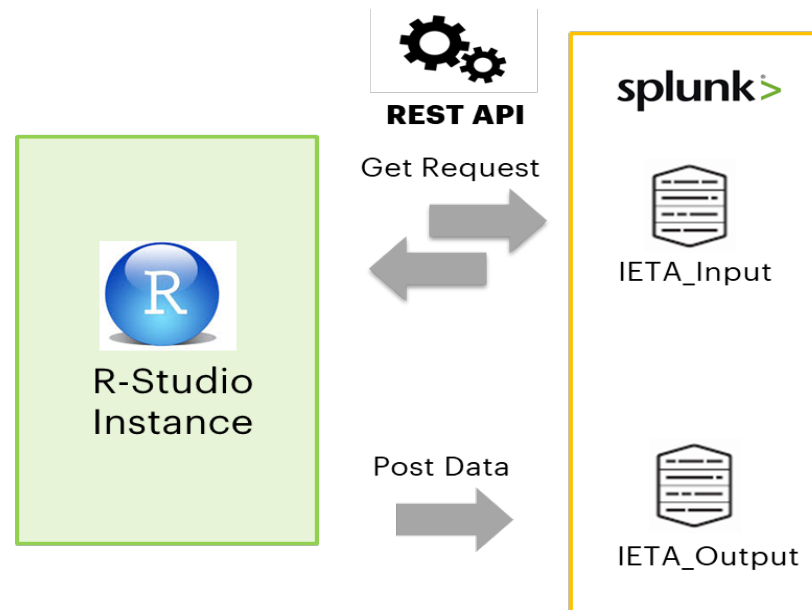 REST API
splunk>
Get Request
IETA_Input
R
R-Studio
Instance
Post Data
IETA_Output